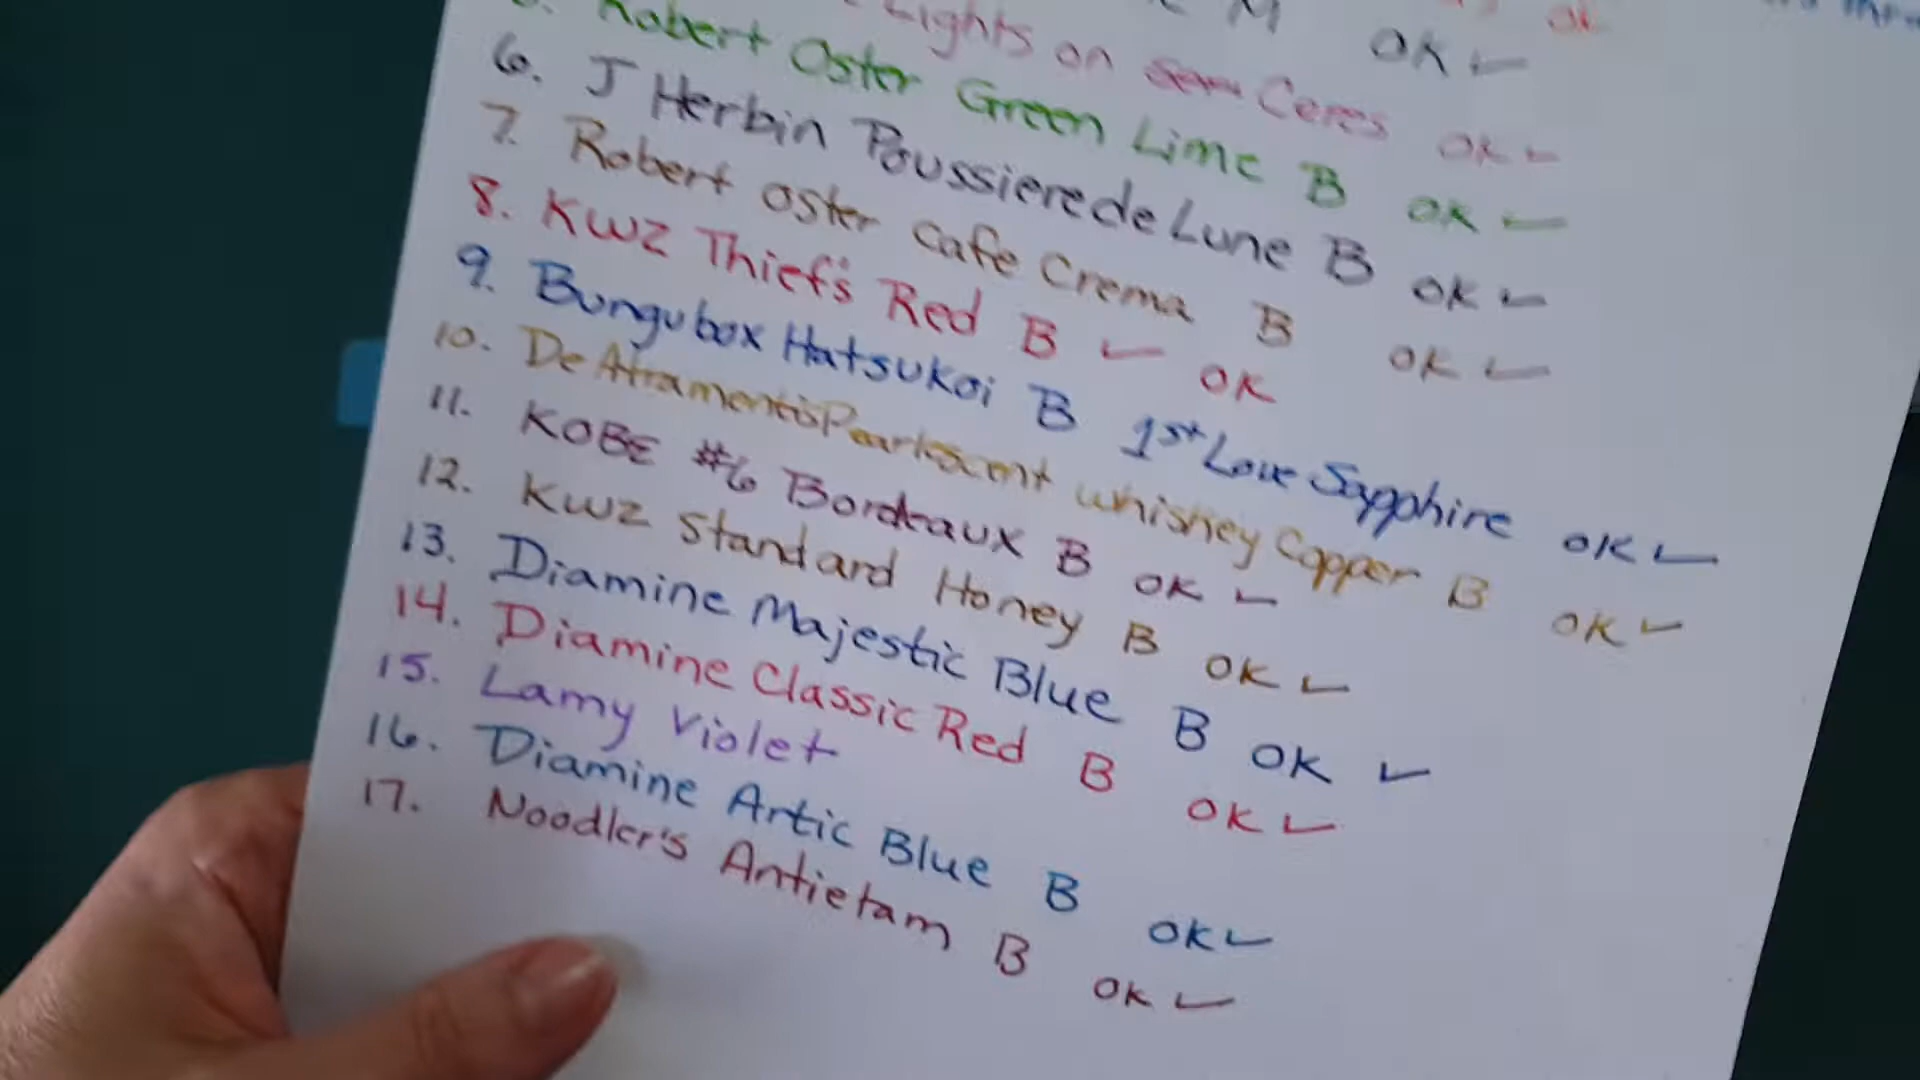 M OK ✓ OK
Lights on Ceres OK ✓
5. Robert Oster Green Lime B OK ✓
6. J Herbin Poussiere de Lune B OK ✓
7. Robert Oster Cafe Crema B OK ✓
8. KWZ Thief's Red B ✓ OK
9. Bungubox Hatsukoi B 1st Love Sapphire OK ✓
10. De Atramentis Pearlescent Whiskey Copper B OK ✓
11. KOBE #6 Bordeaux B OK ✓
12. KWZ Standard Honey B OK ✓
13. Diamine Majestic Blue B OK ✓
14. Diamine Classic Red B OK ✓
15. Lamy Violet
16. Diamine Artic Blue B OK ✓
17. Noodler's Antietam B OK ✓